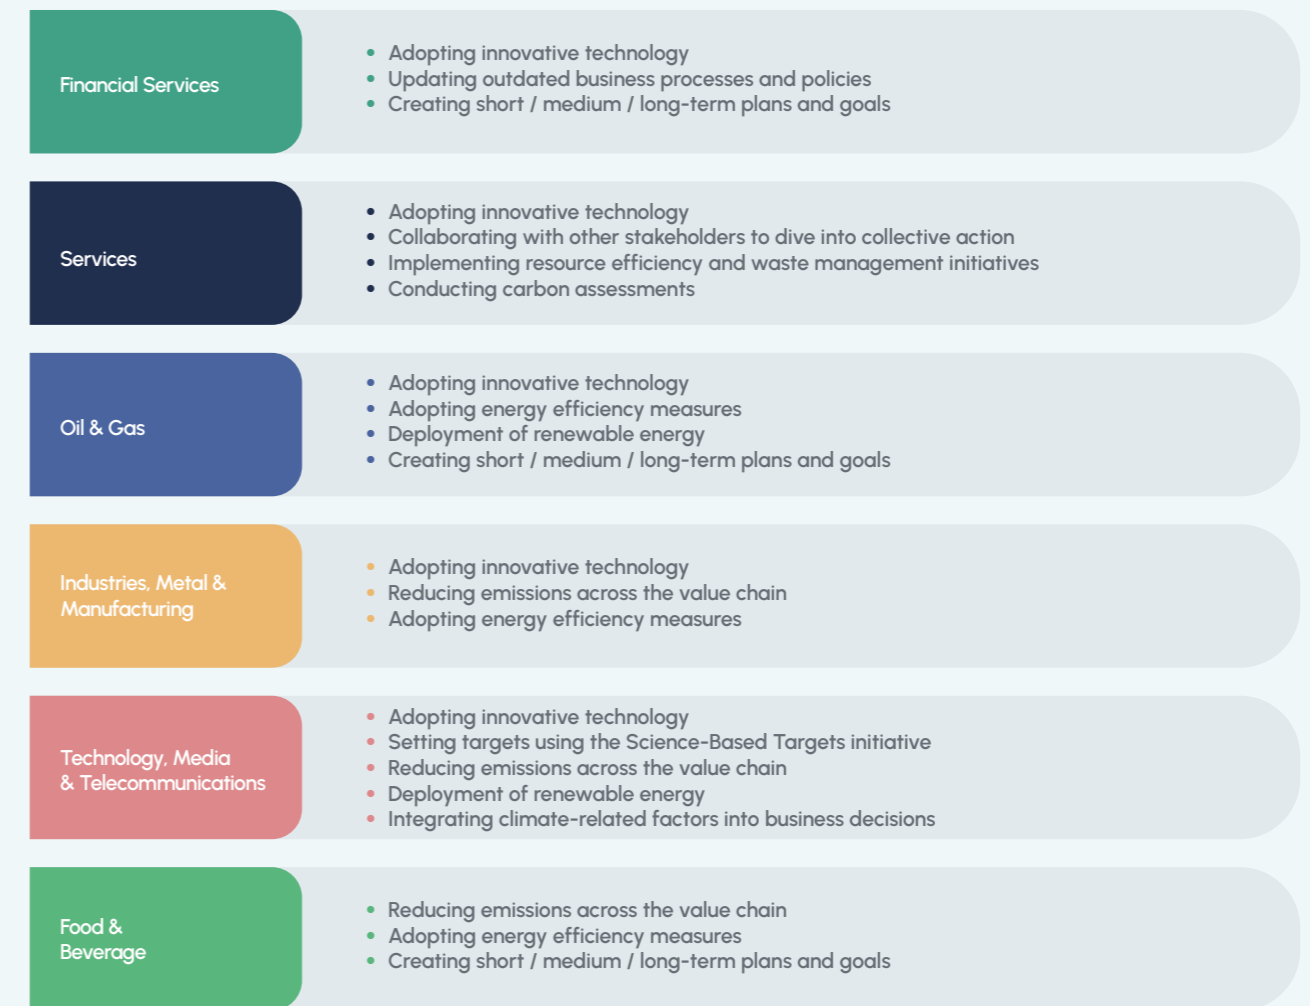 Financial Services
Adopting innovative technology
Updating outdated business processes and policies
Creating short / medium / long-term plans and goals
Services
Adopting innovative technology
Collaborating with other stakeholders to dive into collective action
Implementing resource efficiency and waste management initiatives
Conducting carbon assessments
Oil & Gas
Adopting innovative technology
Adopting energy efficiency measures
Deployment of renewable energy
Creating short / medium / long-term plans and goals
Industries, Metal &
Manufacturing
Adopting innovative technology
Reducing emissions across the value chain
Adopting energy efficiency measures
Technology, Media
& Telecommunications
Adopting innovative technology
Setting targets using the Science-Based Targets initiative
Reducing emissions across the value chain
Deployment of renewable energy
Integrating climate-related factors into business decisions
Food &
Beverage
Reducing emissions across the value chain
Adopting energy efficiency measures
Creating short / medium / long-term plans and goals